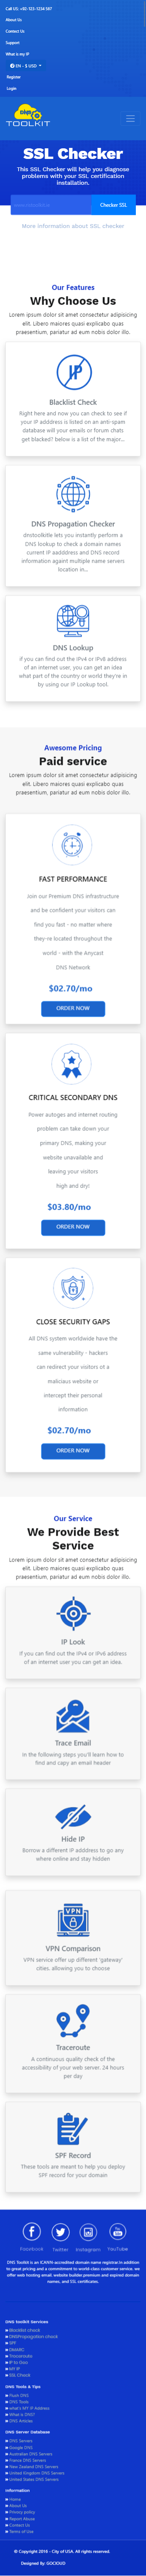 Call US. +92-123-1234 567
About Us
Contact Us
Support
What is my IP
EN - $ USD
Register
Login
TOOLKIT
SSL Checker
This SSL Checker will help you diagnose
problems with your SSL certification
installation.
Checker SSL
More Information about SSL checker
Our Features
Why Choose Us
Lorem ipsum dolor sit amet consectetur adipisicing
elit. Libero maiores quasi explicabo quas
praesentium, pariatur ad eum nobis dolor illo.
Blacklist Check
Right here and now you can check to see if
your IP address is listed on an anti-spam
database will your emails or forum chats
get blacked? below is a list of the major...
DNS Propagation Checker
dnstoolkitsite lets you instantly perform a
DNS lookup to check a domain names
current IP aadddress and DNS record
information against multiple name servers
location in...
DNS Lookup
If you can find out the IPv4 or IPv6 address
of an internet user, you can get an idea
what part of the country or world they're in
by using our IP Lookup tool.
Awesome Pricing
Paid service
Lorem ipsum dolor sit amet consectetur adipisicing
elit. Libero maiores quasi explicabo quas
praesentium, pariatur ad eum nobis dolor illo.
FAST PERFORMANCE
Join our Premium DNS infrastructure
and be confident your visitors can
find you fast - no matter where
they-re located throughout the
world - with the Anycast
DNS Network
$02.70/mo
ORDER NOW
CRITICAL SECONDARY DNS
Power autoges and internet routing
problem can take down your
primary DNS, making your
website unavailable and
leaving your visitors
high and dry!
$03.80/mo
ORDER NOW
CLOSE SECURITY GAPS
All DNS system worldwide have the
same vulnerability - hackers
can redirect your visitors ot a
maliciaus website or
intercept their personal
information
$02.70/mo
ORDER NOW
Our Service
We Provide Best
Service
Lorem ipsum dolor sit amet consectetur adipisicing
elit. Libero maiores quasi explicabo quas
praesentium, pariatur ad eum nobis dolor illo.
IP Look
If you can find out the IPv4 or IPv6 address
of an internet user you can get an idea.
Trace Email
In the following steps you'll learn how to
find and copy an email header
Hide IP
Borrow a different IP adddress to go any
where online and stay hidden
VPN Comparison
VPN service offer up different 'gateway'
cities, allowing you to choose
Traceroute
A continuous quality check of the
accessibility of your web server. 24 hours
per day
SPF Record
These tools are meant to help you deploy
SPF record for your domain
Facebook Twitter Instagram YouTube
DNS Toolkit is an ICANN-accredited domain name registrar in addition
to great pricing and a commitment to world-class customer service. we
offer web hosting email. website builder premium and expired domain
names, and SSL certificates.
DNS toolkit Services
Blacklist check
DNSPropogation check
SPF
DMARC
Traceroute
IP to Geo
MY IP
SSL Check
DNS Tools & Tips
Push DNS
DNS Tools
what's MY IP Address
What is DNS?
DNS Articles
DNS Server Database
DNS Servers
Google DNS
Australian DNS Servers
France DNS Servers
New Zealand DNS Servers
United Kingdom DNS Servers
United States DNS Servers
Information
Home
About Us
Privacy policy
Report Abuse
Contact Us
Terms of Use
© Copyright 2016 - City of USA. All rights reserved.